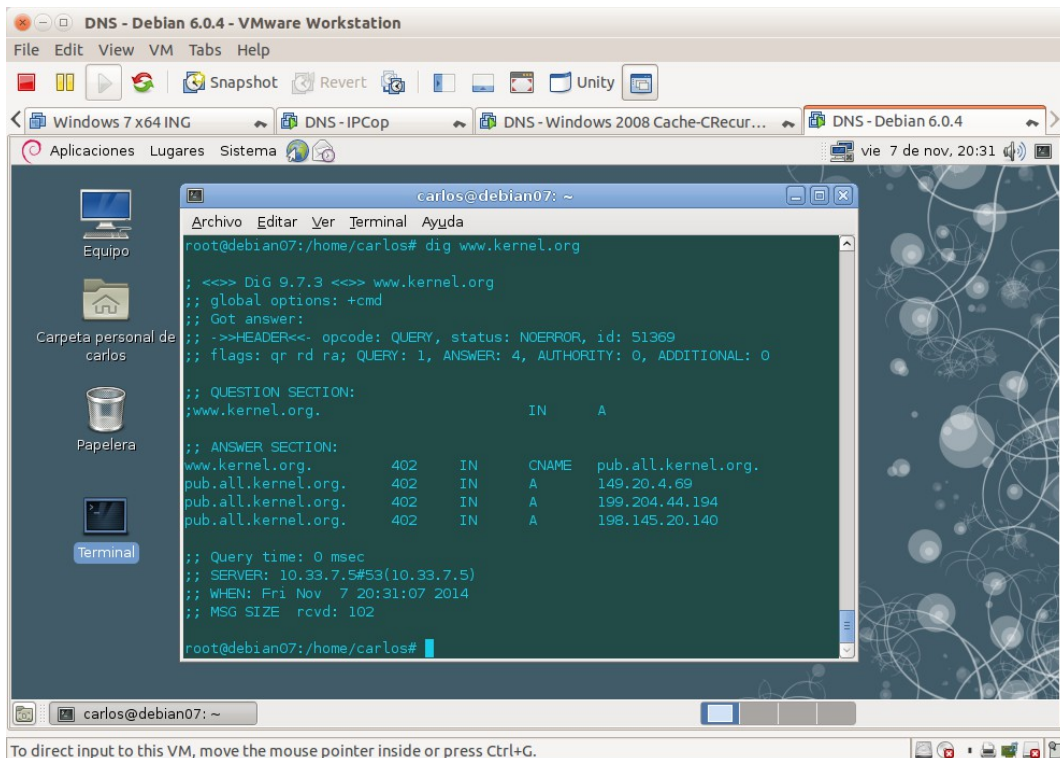 DNS - Debian 6.0.4 - VMware Workstation
File Edit View VM Tabs Help
Snapshot Revert Unity
Windows 7 x64 ING DNS - IPCop DNS - Windows 2008 Cache-CRecur... DNS - Debian 6.0.4
Aplicaciones Lugares Sistema vie 7 de nov, 20:31
Equipo
Carpeta personal de
carlos
Papelera
Terminal
carlos@debian07: ~
Archivo Editar Ver Terminal Ayuda
root@debian07:/home/carlos# dig www.kernel.org
; <<>> DiG 9.7.3 <<>> www.kernel.org
;; global options: +cmd
;; Got answer:
;; ->>HEADER<<- opcode: QUERY, status: NOERROR, id: 51369
;; flags: qr rd ra; QUERY: 1, ANSWER: 4, AUTHORITY: 0, ADDITIONAL: 0
;; QUESTION SECTION:
;www.kernel.org. IN A
;; ANSWER SECTION:
www.kernel.org. 402 IN CNAME pub.all.kernel.org.
pub.all.kernel.org. 402 IN A 149.20.4.69
pub.all.kernel.org. 402 IN A 199.204.44.194
pub.all.kernel.org. 402 IN A 198.145.20.140
;; Query time: 0 msec
;; SERVER: 10.33.7.5#53(10.33.7.5)
;; WHEN: Fri Nov 7 20:31:07 2014
;; MSG SIZE rcvd: 102
root@debian07:/home/carlos#
carlos@debian07: ~
To direct input to this VM, move the mouse pointer inside or press Ctrl+G.